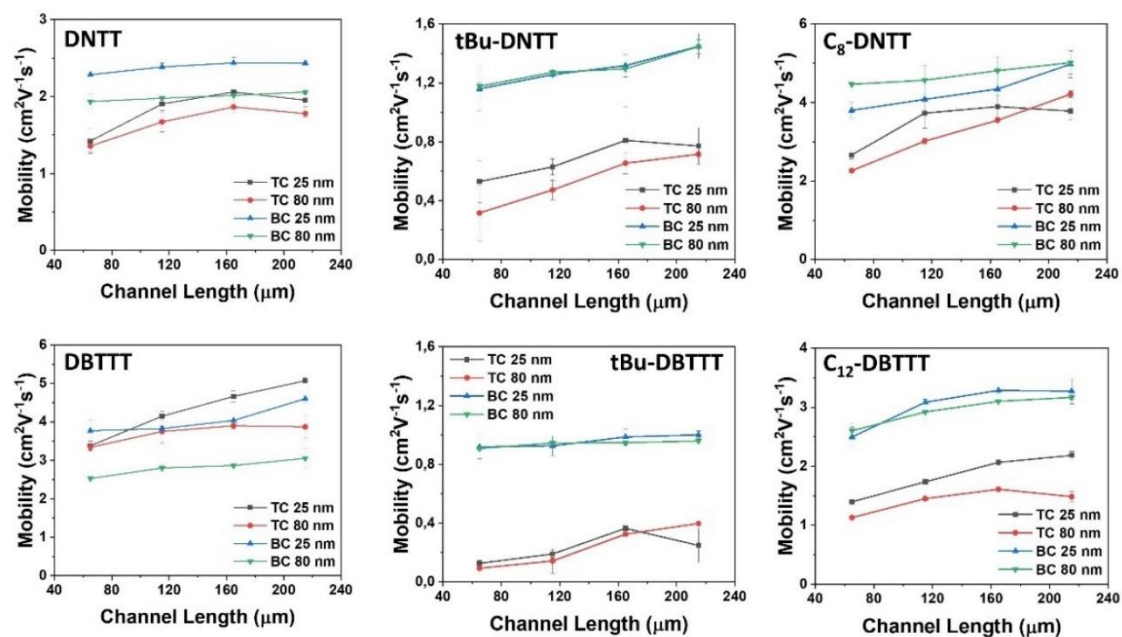 DNTT
Mobility (cm²V⁻¹s⁻¹)
3
2
1
0
TC 25 nm
TC 80 nm
BC 25 nm
BC 80 nm
40 80 120 160 200 240
Channel Length (μm)
tBu-DNTT
Mobility (cm²V⁻¹s⁻¹)
1,6
1,2
0,8
0,4
0,0
TC 25 nm
TC 80 nm
BC 25 nm
BC 80 nm
40 80 120 160 200 240
Channel Length (μm)
C₈-DNTT
Mobility (cm²V⁻¹s⁻¹)
6
4
2
0
TC 25 nm
TC 80 nm
BC 25 nm
BC 80 nm
40 80 120 160 200 240
Channel Length (μm)
DBTTT
Mobility (cm²V⁻¹s⁻¹)
6
5
4
3
2
1
0
TC 25 nm
TC 80 nm
BC 25 nm
BC 80 nm
40 80 120 160 200 240
Channel Length (μm)
tBu-DBTTT
Mobility (cm²V⁻¹s⁻¹)
1,6
1,2
0,8
0,4
0,0
TC 25 nm
TC 80 nm
BC 25 nm
BC 80 nm
40 80 120 160 200 240
Channel Length (μm)
C₁₂-DBTTT
Mobility (cm²V⁻¹s⁻¹)
4
3
2
1
0
TC 25 nm
TC 80 nm
BC 25 nm
BC 80 nm
40 80 120 160 200 240
Channel Length (μm)